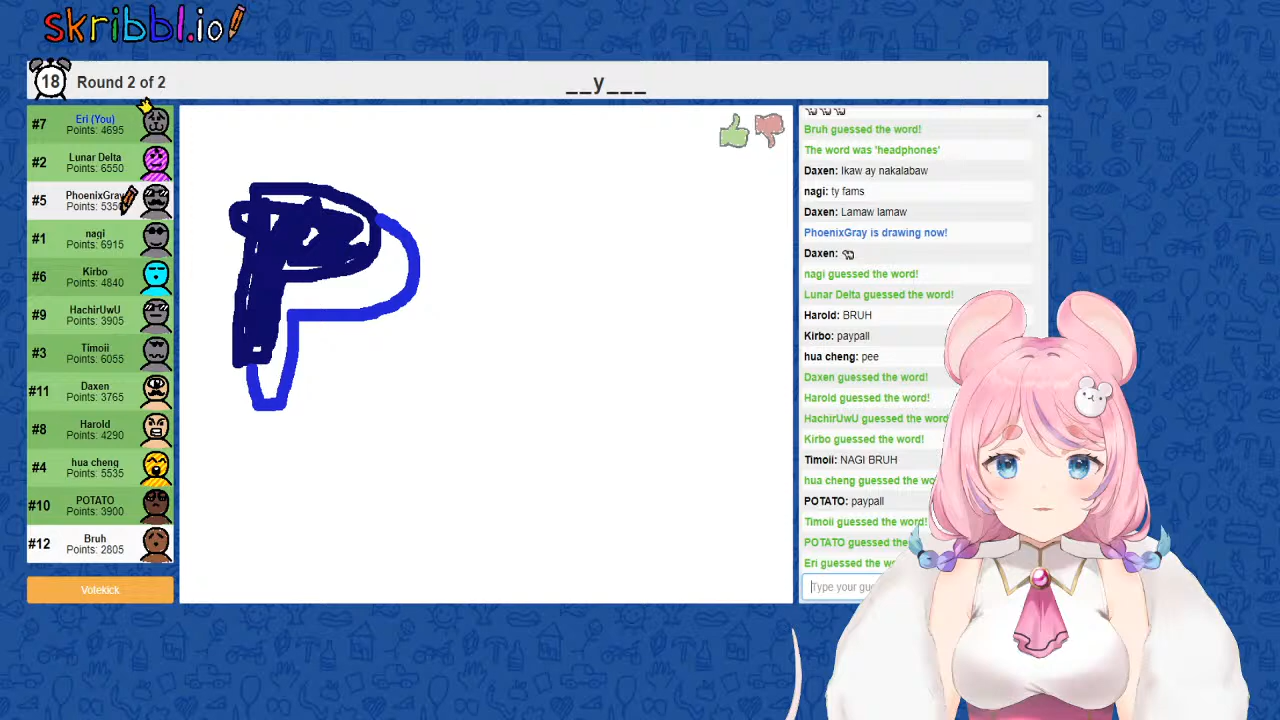 skribbl.io
18 Round 2 of 2 __y___
#7 Eri (You)
Points: 4695
#2 Lunar Delta
Points: 6550
#5 PhoenixGray
#1 nagi
Points: 6915
#6 Kirbo
Points: 4840
#9 HachirUwU
Points: 3905
#3 Timoii
Points: 6055
#11 Daxen
Points: 3765
#8 Harold
Points: 4290
#4 hua cheng
Points: 5535
#10 POTATO
Points: 3900
#12 Bruh
Points: 2805
Votekick
P
Bruh guessed the word!
The word was 'headphones'
Daxen: Ikaw ay nakalabaw
nagi: ty fams
Daxen: Lamaw lamaw
PhoenixGray is drawing now!
Daxen:
nagi guessed the word!
Lunar Delta guessed the word!
Harold: BRUH
Kirbo: paypall
hua cheng: pee
Daxen guessed the word!
Harold guessed the word!
HachirUwU guessed the word
Kirbo guessed the word!
Timoii: NAGI BRUH
hua cheng guessed the wo
POTATO: paypall
Timoii guessed the word!
POTATO guessed the
Eri guessed the wo
Type your gue